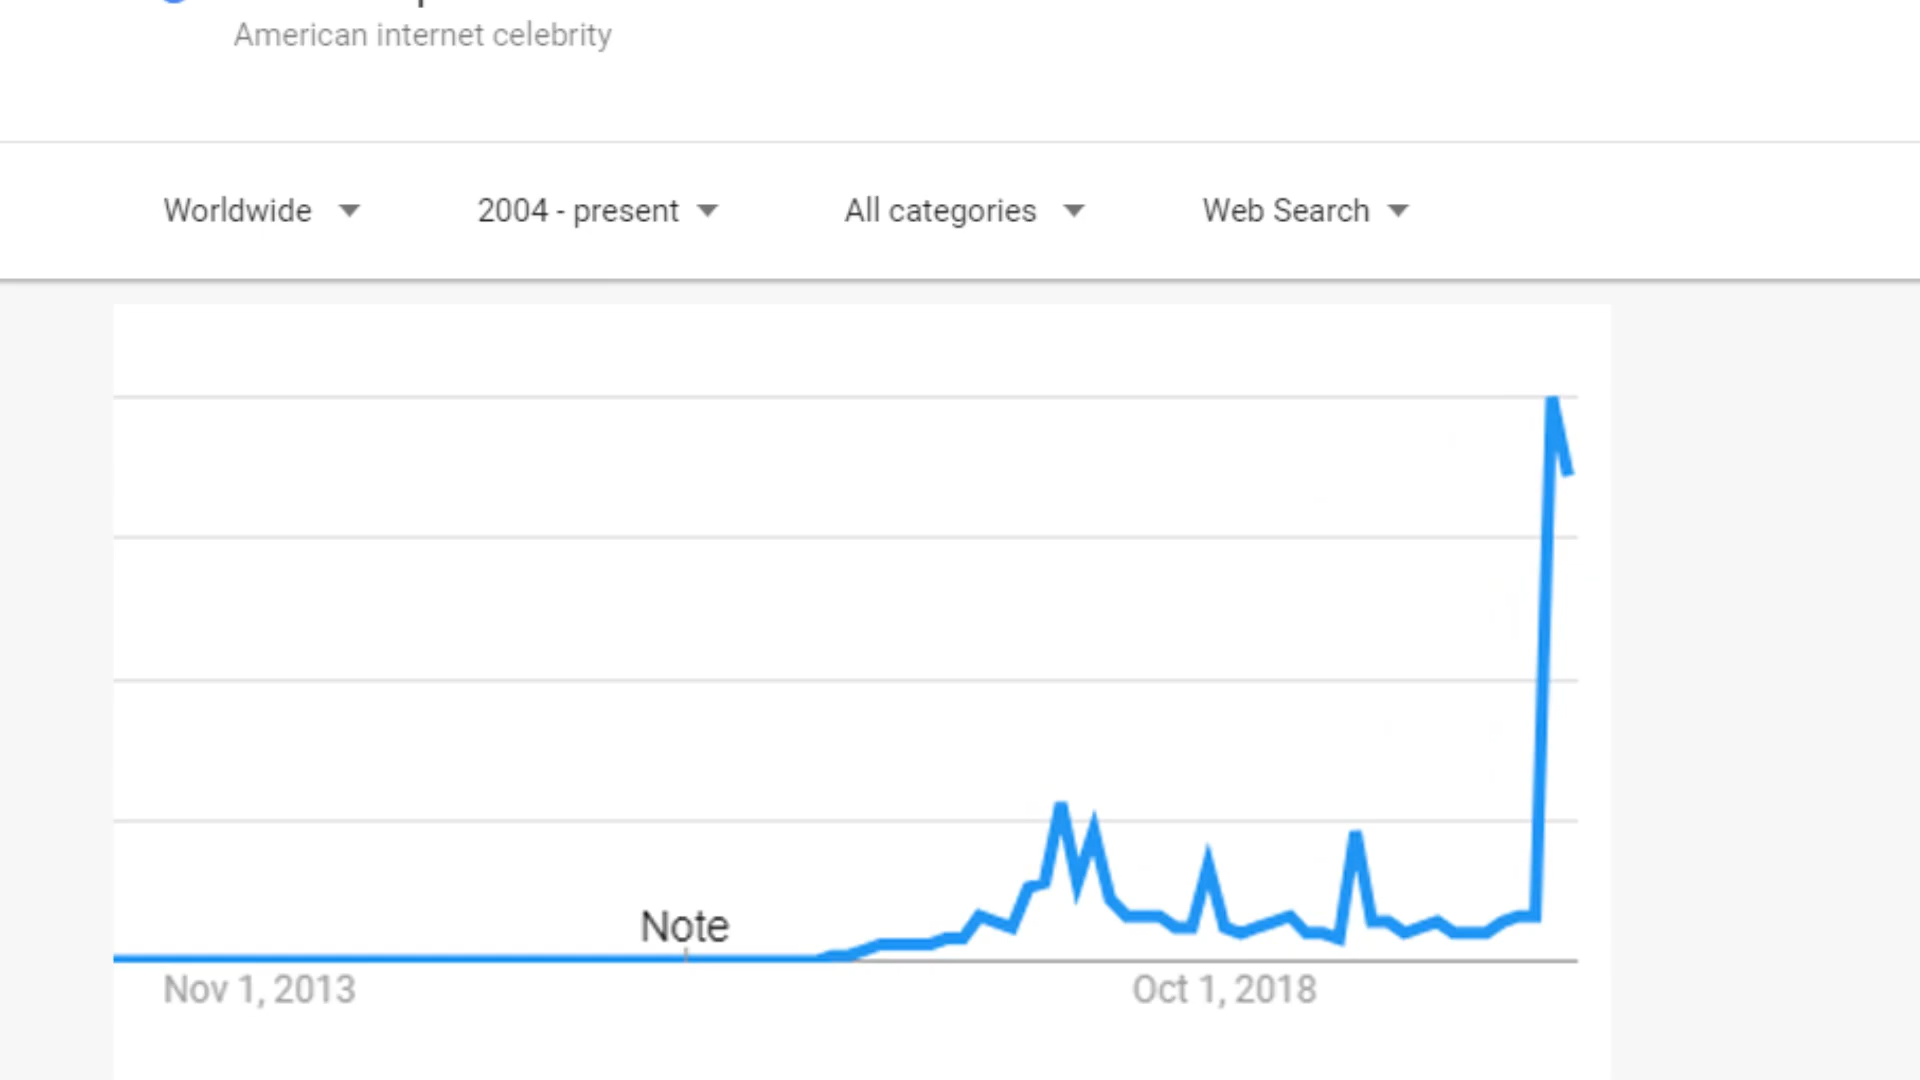 American internet celebrity
Worldwide 2004 - present All categories Web Search
Note
Nov 1, 2013 Oct 1, 2018